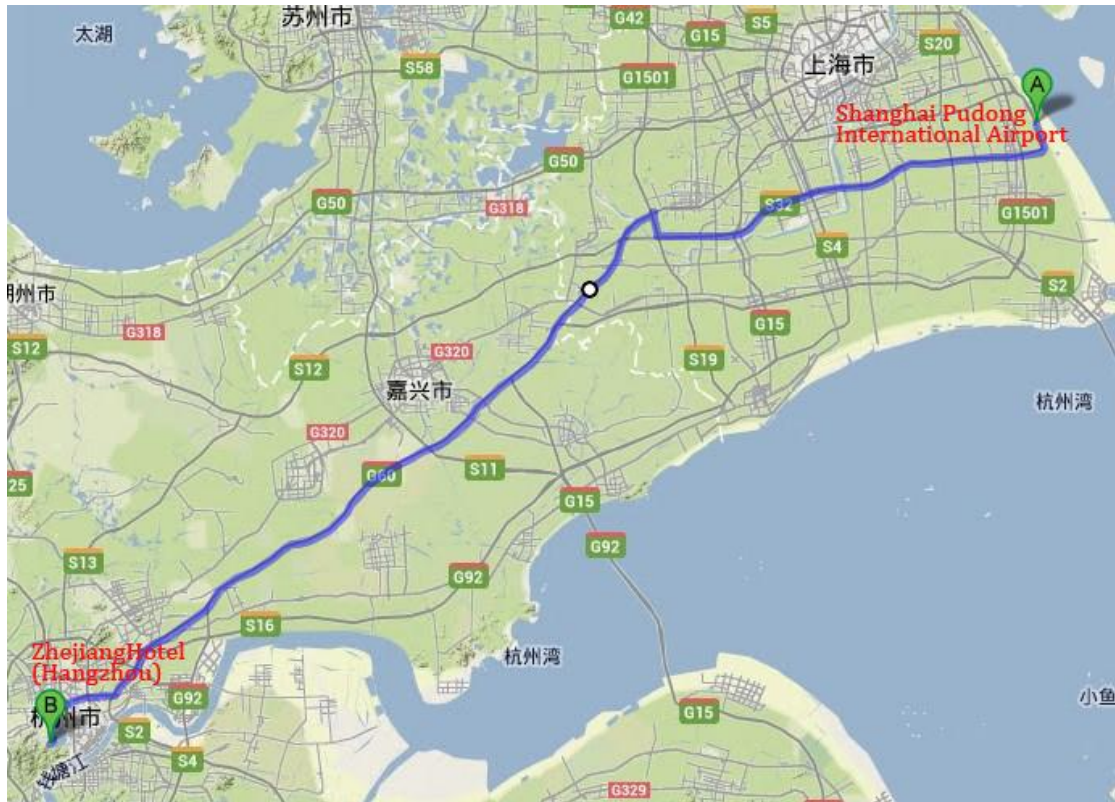 太湖
苏州市
G42
G15
S5
S20
S58
G1501
上海市
A
Shanghai Pudong
International Airport
G50
G50
G318
S32
G1501
S4
湖州市
S2
G318
G15
S12
G320
S12
S19
嘉兴市
杭州湾
G320
G60
S11
25
G15
G92
S13
G92
S16
ZhejiangHotel
(Hangzhou)
杭州湾
B
杭州市
G92
小鱼
G15
S2
S4
钱塘江
G329